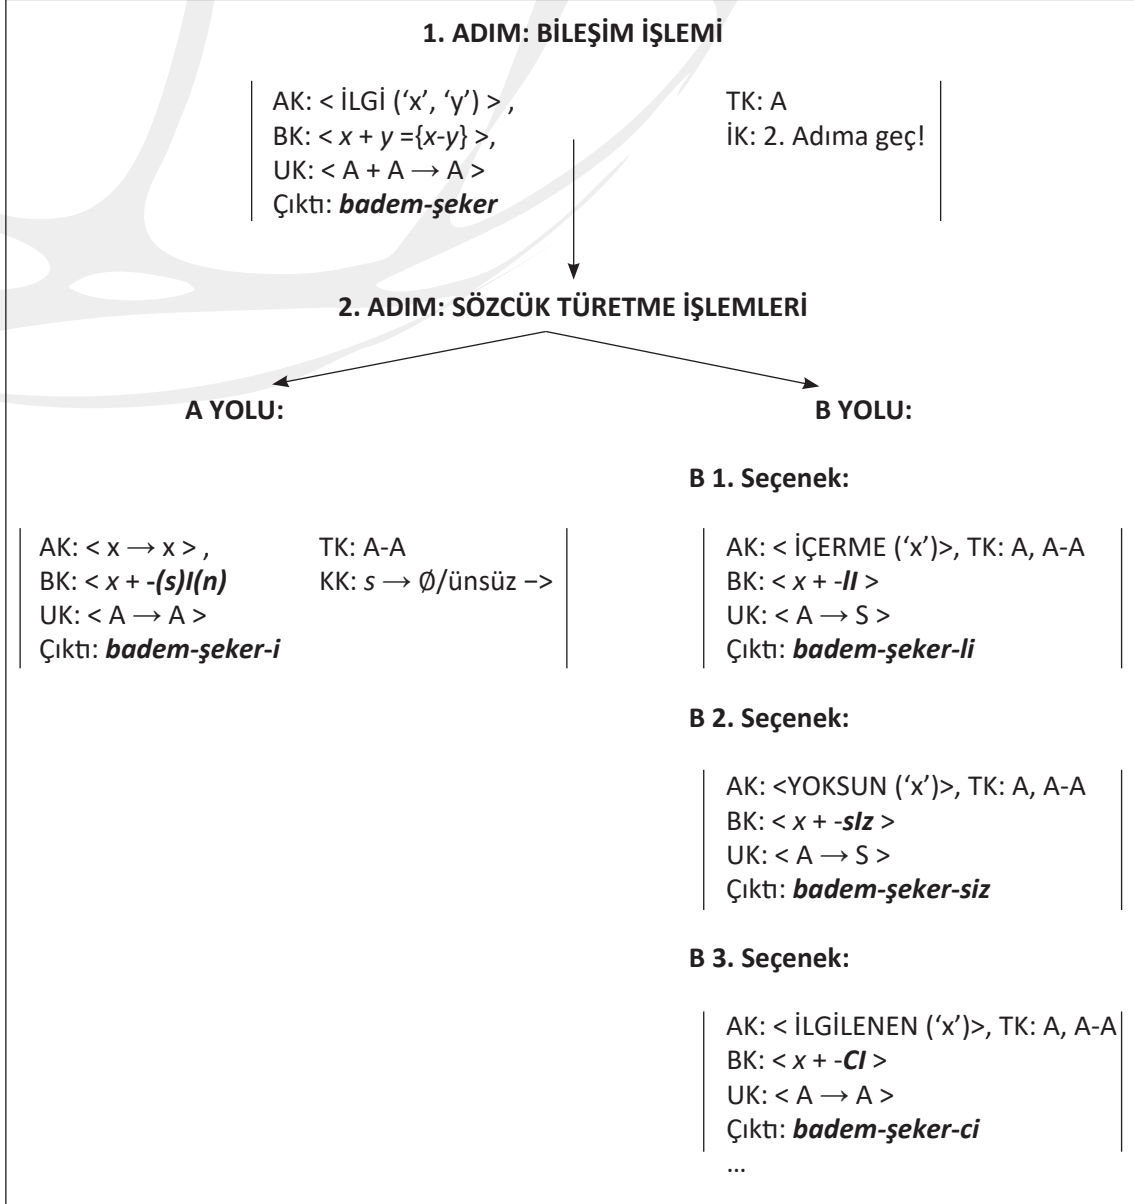 1. ADIM: BİLEŞİM İŞLEMİ
AK: < İLGİ (‘x’, ‘y’) > ,
BK: < x + y ={x-y} >,
UK: < A + A → A >
Çıktı: badem-şeker
TK: A
İK: 2. Adıma geç!
2. ADIM: SÖZCÜK TÜRETME İŞLEMLERİ
A YOLU:
AK: < x → x > ,
BK: < x + -(s)I(n)
UK: < A → A >
Çıktı: badem-şeker-i
TK: A-A
KK: s → Ø/ünsüz −>
B YOLU:
B 1. Seçenek:
AK: < İÇERME (‘x’)>, TK: A, A-A
BK: < x + -lI >
UK: < A → S >
Çıktı: badem-şeker-li
B 2. Seçenek:
AK: <YOKSUN (‘x’)>, TK: A, A-A
BK: < x + -sIz >
UK: < A → S >
Çıktı: badem-şeker-siz
B 3. Seçenek:
AK: < İLGİLENEN (‘x’)>, TK: A, A-A
BK: < x + -CI >
UK: < A → A >
Çıktı: badem-şeker-ci
...